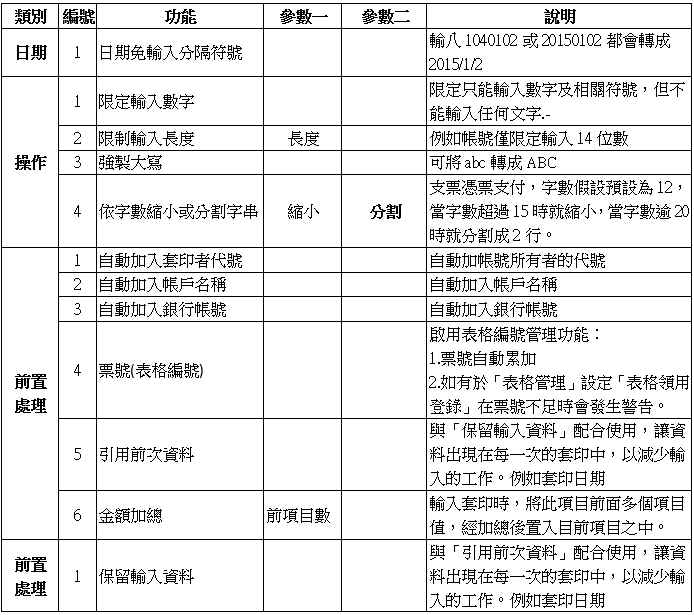 類別 編號 功能 參數一 參數二 說明
日期 1 日期免輸入分隔符號 輸入 1040102 或 20150102 都會轉成
2015/1/2
操作
1 限定輸入數字 限定只能輸入數字及相關符號，但不
能輸入任何文字.-
2 限制輸入長度 長度 例如帳號僅限定輸入 14 位數
3 強製大寫 可將 abc 轉成 ABC
4 依字數縮小或分割字串 縮小 分割 支票憑票支付，字數假設預設為 12，
當字數超過 15 時就縮小，當字數逾 20
時就分割成 2 行。
前置
處理
1 自動加入套印者代號 自動加帳號所有者的代號
2 自動加入帳戶名稱 自動加入帳戶名稱
3 自動加入銀行帳號 自動加入銀行帳號
4 票號(表格編號) 啟用表格編號管理功能：
1.票號自動累加
2.如有於「表格管理」設定「表格領用
登錄」在票號不足時會發生警告。
5 引用前次資料 與「保留輸入資料」配合使用，讓資
料出現在每一次的套印中，以減少輸
入的工作。例如套印日期
6 金額加總 前項目數 輸入套印時，將此項目前面多個項目
值，經加總後置入目前項目之中。
前置
處理
1 保留輸入資料 與「引用前次資料」配合使用，讓資
料出現在每一次的套印中，以減少輸
入的工作。例如套印日期